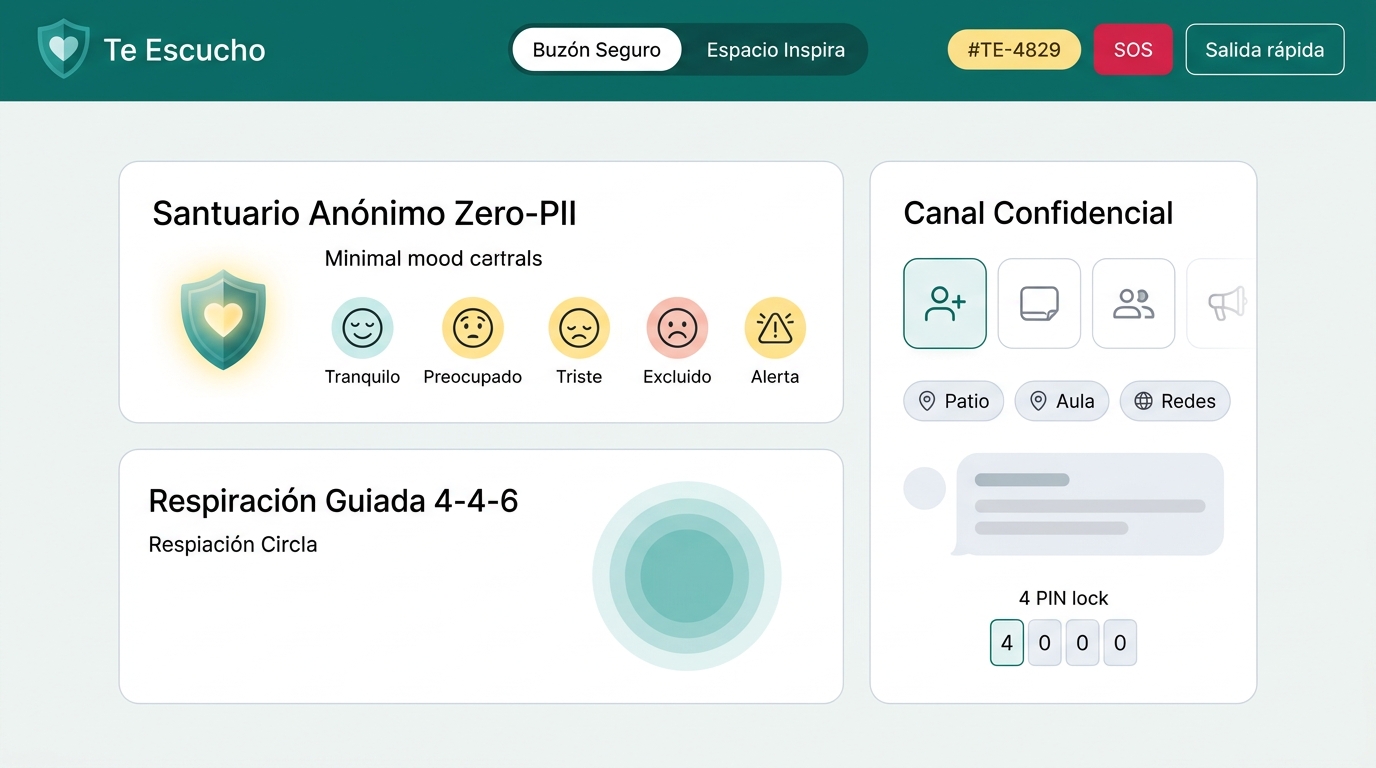 Te Escucho
Buzón Seguro
Espacio Inspira
#TE-4829
SOS
Salida rápida
Santuario Anónimo Zero-PII
Minimal mood cartrals
Tranquilo
Preocupado
Triste
Excluido
Alerta
Respiración Guiada 4-4-6
Respiación Circla
Canal Confidencial
Patio
Aula
Redes
4 PIN lock
4 0 0 0